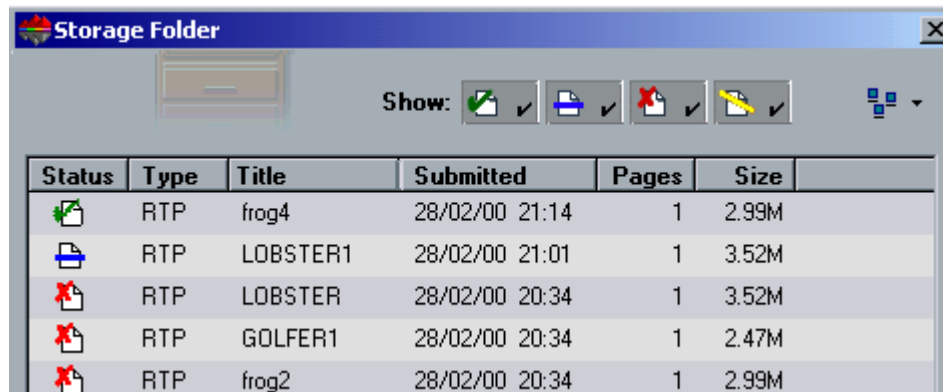 Storage Folder
Show:
Status Type Title Submitted Pages Size
RTP frog4 28/02/00 21:14 1 2.99M
RTP LOBSTER1 28/02/00 21:01 1 3.52M
RTP LOBSTER 28/02/00 20:34 1 3.52M
RTP GOLFER1 28/02/00 20:34 1 2.47M
RTP frog2 28/02/00 20:34 1 2.99M